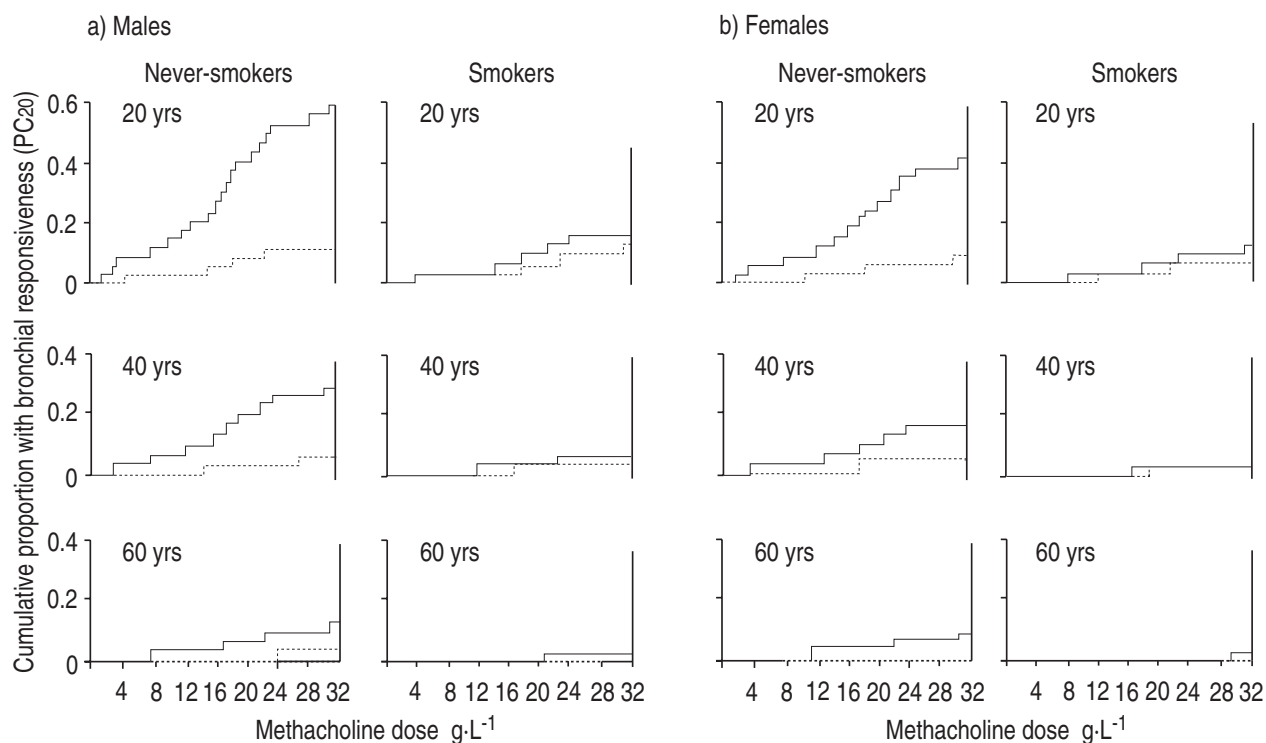 a) Males
b) Females
Never-smokers
Smokers
Never-smokers
Smokers
Cumulative proportion with bronchial responsiveness (PC20)
0.6
0.4
0.2
0
20 yrs
20 yrs
20 yrs
20 yrs
0.4
0.2
0
40 yrs
40 yrs
40 yrs
40 yrs
0.4
0.2
0
60 yrs
60 yrs
60 yrs
60 yrs
4 8 12 16 20 24 28 32
4 8 12 16 20 24 28 32
4 8 12 16 20 24 28 32
4 8 12 16 20 24 28 32
Methacholine dose g·L-1
Methacholine dose g·L-1